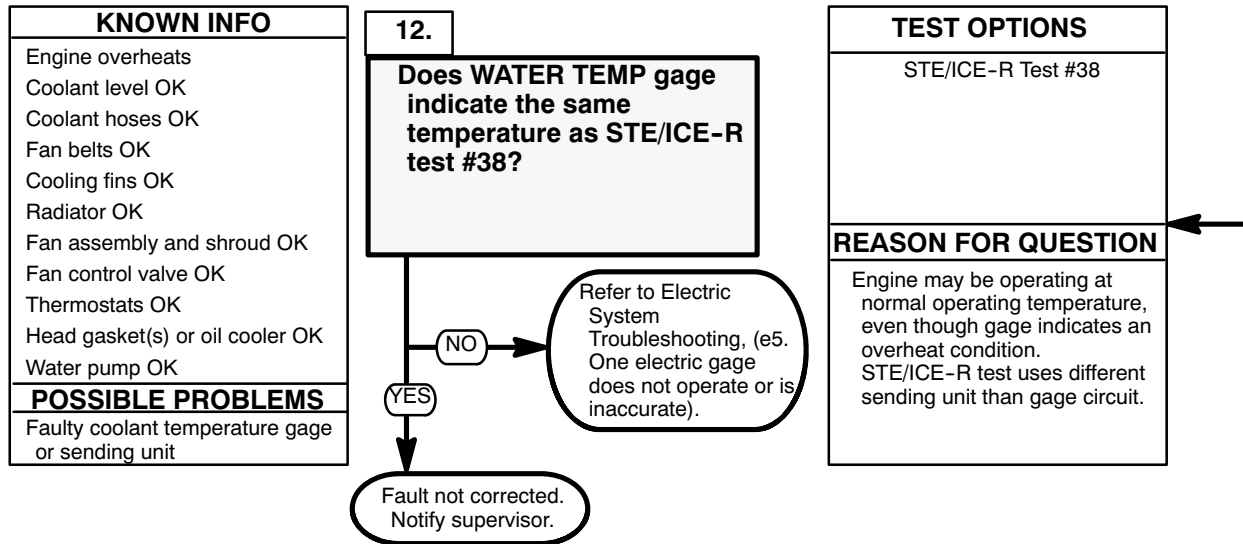 KNOWN INFO
Engine overheats
Coolant level OK
Coolant hoses OK
Fan belts OK
Cooling fins OK
Radiator OK
Fan assembly and shroud OK
Fan control valve OK
Thermostats OK
Head gasket(s) or oil cooler OK
Water pump OK
POSSIBLE PROBLEMS
Faulty coolant temperature gage
or sending unit
12.
Does WATER TEMP gage
indicate the same
temperature as STE/ICE-R
test #38?
NO
Refer to Electric
System
Troubleshooting, (e5.
One electric gage
does not operate or is
inaccurate).
YES
Fault not corrected.
Notify supervisor.
TEST OPTIONS
STE/ICE-R Test #38
REASON FOR QUESTION
Engine may be operating at
normal operating temperature,
even though gage indicates an
overheat condition.
STE/ICE-R test uses different
sending unit than gage circuit.